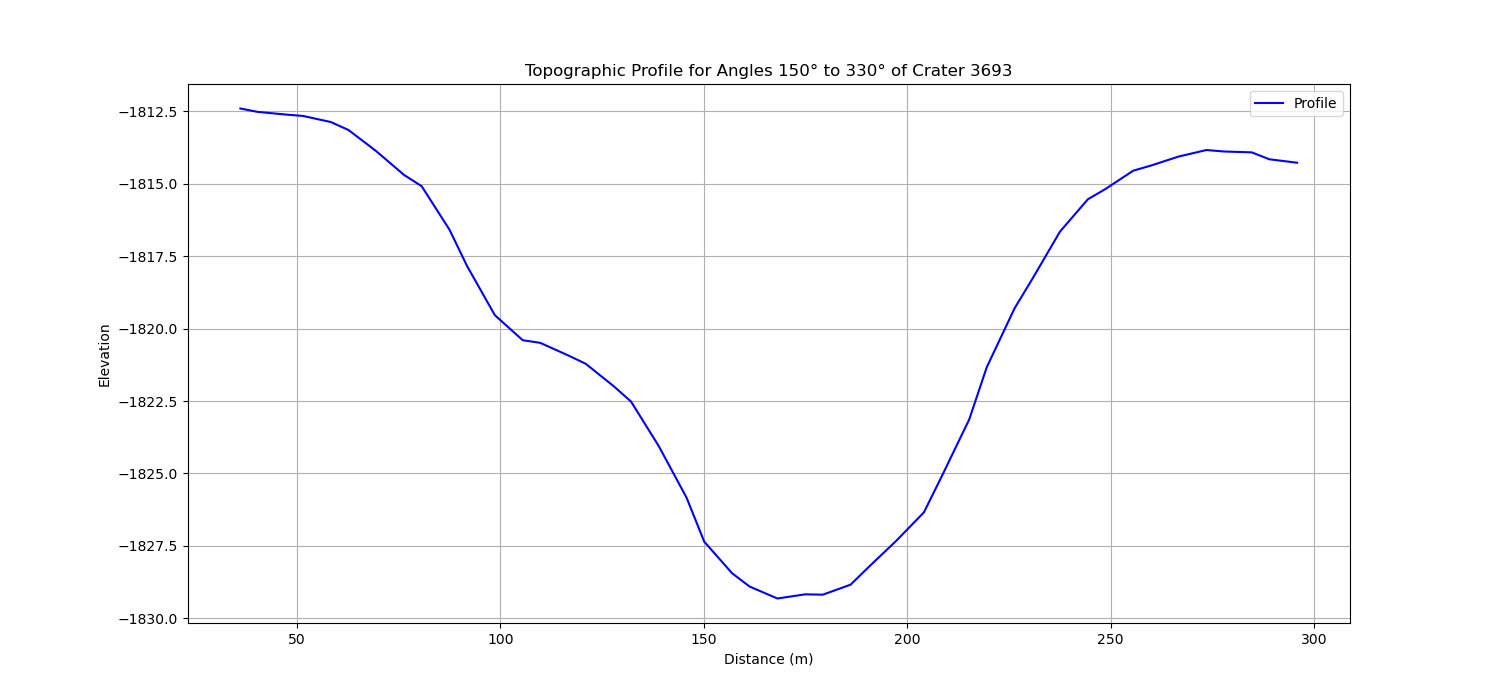 Topographic Profile for Angles 150° to 330° of Crater 3693
Profile
−1812.5
−1815.0
−1817.5
−1820.0
−1822.5
−1825.0
−1827.5
−1830.0
Elevation
50 100 150 200 250 300
Distance (m)